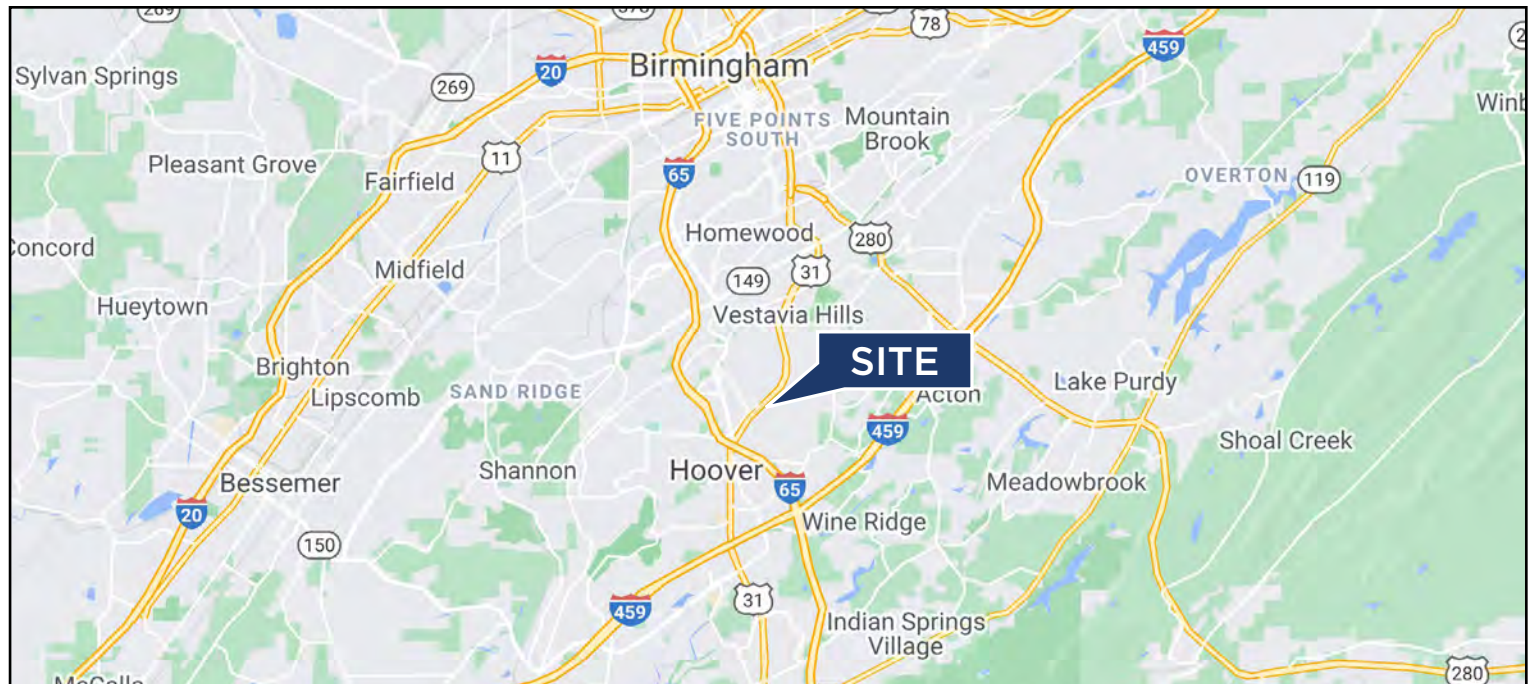 269
378
78
459
Birmingham
20
Sylvan Springs
269
FIVE POINTS
SOUTH
Mountain
Brook
11
Pleasant Grove
Fairfield
65
OVERTON
119
Homewood
280
Concord
Midfield
149
31
Hueytown
Vestavia Hills
SITE
Brighton
Lipscomb
SAND RIDGE
Lake Purdy
Acton
459
Shoal Creek
Bessemer
Shannon
Hoover
65
Meadowbrook
20
Wine Ridge
150
459
31
Indian Springs
Village
280